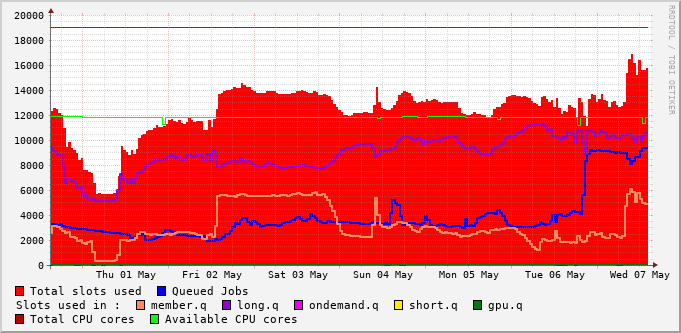 20000
18000
16000
14000
12000
10000
8000
6000
4000
2000
0
Thu 01 May Fri 02 May Sat 03 May Sun 04 May Mon 05 May Tue 06 May Wed 07 May
Total slots used Queued Jobs
Slots used in : member.q long.q ondemand.q short.q gpu.q
Total CPU cores Available CPU cores
RRDTOOL / TOBI OETIKER